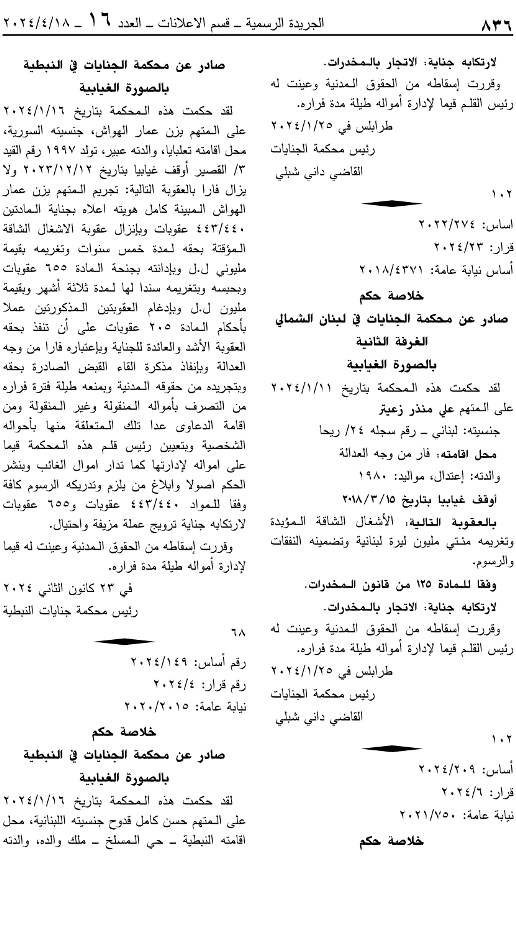 ٨٣٦
الجريدة الرسمية – قسم الاعلانات – العدد ١٦ – ٢٠٢٤/٤/١٨
لارتكابه جناية: الاتجار بالمخدرات.
وقررت إسقاطه من الحقوق المدنية وعينت له
رئيس القلم قيما لإدارة أمواله طيلة مدة فراره.
طرابلس في ٢٠٢٤/١/٢٥
رئيس محكمة الجنايات
القاضي داني شبلي
١٠٢
اساس: ٢٠٢٢/٢٧٤
قرار: ٢٠٢٤/٢٣
أساس نيابة عامة: ٢٠١٨/٤٣٧١
خلاصة حكم
صادر عن محكمة الجنايات في لبنان الشمالي
الغرفة الثانية
بالصورة الغيابية
لقد حكمت هذه المحكمة بتاريخ ٢٠٢٤/١/١١
على المتهم علي منذر زعيتر
جنسيته: لبناني – رقم سجله ٢٤/ ريحا
محل اقامته: فار من وجه العدالة
والدته: إعتدال، مواليد: ١٩٨٠
أوقف غيابيا بتاريخ ٢٠١٨/٣/١٥
بالعقوبة التالية: الأشغال الشاقة المؤبدة
وتغريمه مئتي مليون ليرة لبنانية وتضمينه النفقات
والرسوم.
وفقا للمادة ١٢٥ من قانون المخدرات.
لارتكابه جناية: الاتجار بالمخدرات.
وقررت إسقاطه من الحقوق المدنية وعينت له
رئيس القلم قيما لإدارة أمواله طيلة مدة فراره.
طرابلس في ٢٠٢٤/١/٢٥
رئيس محكمة الجنايات
القاضي داني شبلي
١٠٢
أساس: ٢٠٢٤/٢٠٩
قرار: ٢٠٢٤/٦
نيابة عامة: ٢٠٢١/٧٥٠
خلاصة حكم
صادر عن محكمة الجنايات في النبطية
بالصورة الغيابية
لقد حكمت هذه المحكمة بتاريخ ٢٠٢٤/١/١٦
على المتهم يزن عمار الهواش، جنسيته السورية،
محل اقامته تعلبايا، والدته عبير، تولد ١٩٩٧ رقم القيد
٣/ القصير أوقف غيابيا بتاريخ ٢٠٢٣/١٢/١٢ ولا
يزال فارا بالعقوبة التالية: تجريم المتهم يزن عمار
الهواش المبينة كامل هويته اعلاه بجناية المادتين
٤٤٣/٤٤٠ عقوبات وبإنزال عقوبة الاشغال الشاقة
المؤقتة بحقه لمدة خمس سنوات وتغريمه بقيمة
مليوني ل.ل وبإدانته بجنحة المادة ٦٥٥ عقوبات
وبحبسه وبتغريمه سندا لها لمدة ثلاثة أشهر وبقيمة
مليون ل.ل وبإدغام العقوبتين المذكورتين عملا
بأحكام المادة ٢٠٥ عقوبات على أن تنفذ بحقه
العقوبة الأشد والعائدة للجناية وبإعتباره فارا من وجه
العدالة وبإنفاذ مذكرة القاء القبض الصادرة بحقه
وبتجريده من حقوقه المدنية وبمنعه طيلة فترة فراره
من التصرف بأمواله المنقولة وغير المنقولة ومن
اقامة الدعاوى عدا تلك المتعلقة منها بأحواله
الشخصية وبتعيين رئيس قلم هذه المحكمة قيما
على امواله لإدارتها كما تدار اموال الغائب وبنشر
الحكم اصولا وابلاغ من يلزم وتدريكه الرسوم كافة
وفقا للمواد ٤٤٣/٤٤٠ عقوبات و٦٥٥ عقوبات
لارتكابه جناية ترويج عملة مزيفة واحتيال.
وقررت إسقاطه من الحقوق المدنية وعينت له قيما
لإدارة أمواله طيلة مدة فراره.
في ٢٣ كانون الثاني ٢٠٢٤
رئيس محكمة جنايات النبطية
٦٨
رقم أساس: ٢٠٢٤/١٤٩
رقم قرار: ٢٠٢٤/٤
نيابة عامة: ٢٠٢٠/٢٠١٥
خلاصة حكم
صادر عن محكمة الجنايات في النبطية
بالصورة الغيابية
لقد حكمت هذه المحكمة بتاريخ ٢٠٢٤/١/١٦
على المتهم حسن كامل قدوح جنسيته اللبنانية، محل
اقامته النبطية – حي المسلخ – ملك والده، والدته